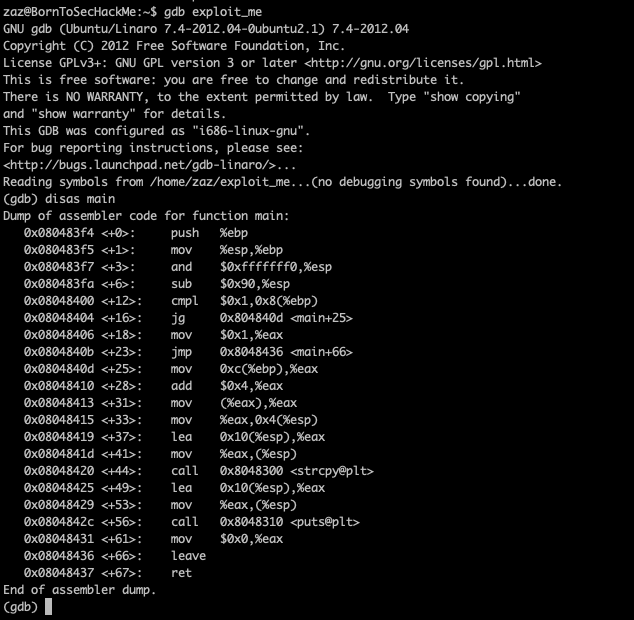 zaz@BornToSecHackMe:~$ gdb exploit_me
GNU gdb (Ubuntu/Linaro 7.4-2012.04-0ubuntu2.1) 7.4-2012.04
Copyright (C) 2012 Free Software Foundation, Inc.
License GPLv3+: GNU GPL version 3 or later <http://gnu.org/licenses/gpl.html>
This is free software: you are free to change and redistribute it.
There is NO WARRANTY, to the extent permitted by law.  Type "show copying"
and "show warranty" for details.
This GDB was configured as "i686-linux-gnu".
For bug reporting instructions, please see:
<http://bugs.launchpad.net/gdb-linaro/>...
Reading symbols from /home/zaz/exploit_me...(no debugging symbols found)...done.
(gdb) disas main
Dump of assembler code for function main:
   0x080483f4 <+0>:	push   %ebp
   0x080483f5 <+1>:	mov    %esp,%ebp
   0x080483f7 <+3>:	and    $0xfffffff0,%esp
   0x080483fa <+6>:	sub    $0x90,%esp
   0x08048400 <+12>:	cmpl   $0x1,0x8(%ebp)
   0x08048404 <+16>:	jg     0x804840d <main+25>
   0x08048406 <+18>:	mov    $0x1,%eax
   0x0804840b <+23>:	jmp    0x8048436 <main+66>
   0x0804840d <+25>:	mov    0xc(%ebp),%eax
   0x08048410 <+28>:	add    $0x4,%eax
   0x08048413 <+31>:	mov    (%eax),%eax
   0x08048415 <+33>:	mov    %eax,0x4(%esp)
   0x08048419 <+37>:	lea    0x10(%esp),%eax
   0x0804841d <+41>:	mov    %eax,(%esp)
   0x08048420 <+44>:	call   0x8048300 <strcpy@plt>
   0x08048425 <+49>:	lea    0x10(%esp),%eax
   0x08048429 <+53>:	mov    %eax,(%esp)
   0x0804842c <+56>:	call   0x8048310 <puts@plt>
   0x08048431 <+61>:	mov    $0x0,%eax
   0x08048436 <+66>:	leave
   0x08048437 <+67>:	ret
End of assembler dump.
(gdb)